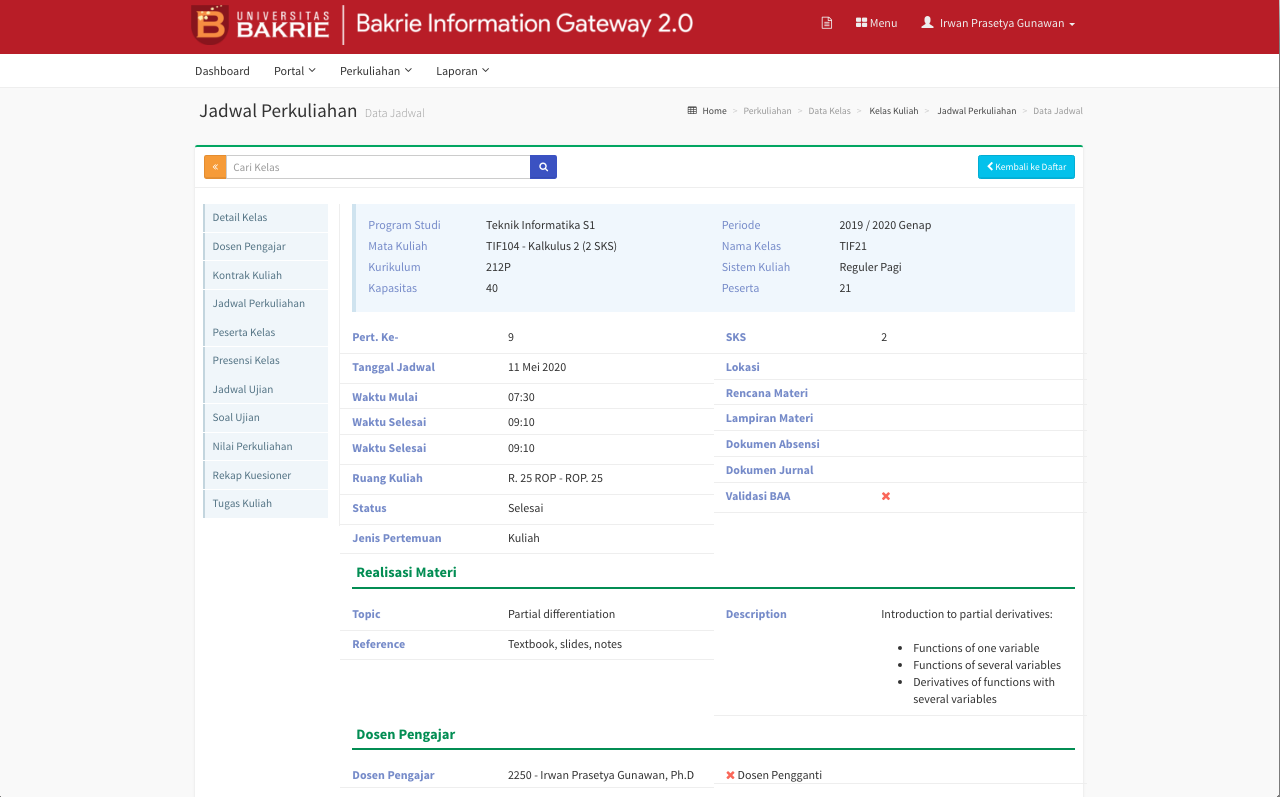 UNIVERSITAS
BAKRIE
Bakrie Information Gateway 2.0
Menu
Irwan Prasetya Gunawan
Dashboard
Portal
Perkuliahan
Laporan
Jadwal Perkuliahan Data Jadwal
Home > Perkuliahan > Data Kelas > Kelas Kuliah > Jadwal Perkuliahan > Data Jadwal
« Cari Kelas
Kembali ke Daftar
Detail Kelas
Dosen Pengajar
Kontrak Kuliah
Jadwal Perkuliahan
Peserta Kelas
Presensi Kelas
Jadwal Ujian
Soal Ujian
Nilai Perkuliahan
Rekap Kuesioner
Tugas Kuliah
Program Studi Teknik Informatika S1
Mata Kuliah TIF104 - Kalkulus 2 (2 SKS)
Kurikulum 212P
Kapasitas 40
Periode 2019 / 2020 Genap
Nama Kelas TIF21
Sistem Kuliah Reguler Pagi
Peserta 21
Pert. Ke- 9
Tanggal Jadwal 11 Mei 2020
Waktu Mulai 07:30
Waktu Selesai 09:10
Waktu Selesai 09:10
Ruang Kuliah R. 25 ROP - ROP. 25
Status Selesai
Jenis Pertemuan Kuliah
SKS 2
Lokasi
Rencana Materi
Lampiran Materi
Dokumen Absensi
Dokumen Jurnal
Validasi BAA ✖
Realisasi Materi
Topic Partial differentiation
Reference Textbook, slides, notes
Description Introduction to partial derivatives:
• Functions of one variable
• Functions of several variables
• Derivatives of functions with
several variables
Dosen Pengajar
Dosen Pengajar 2250 - Irwan Prasetya Gunawan, Ph.D
✖ Dosen Pengganti